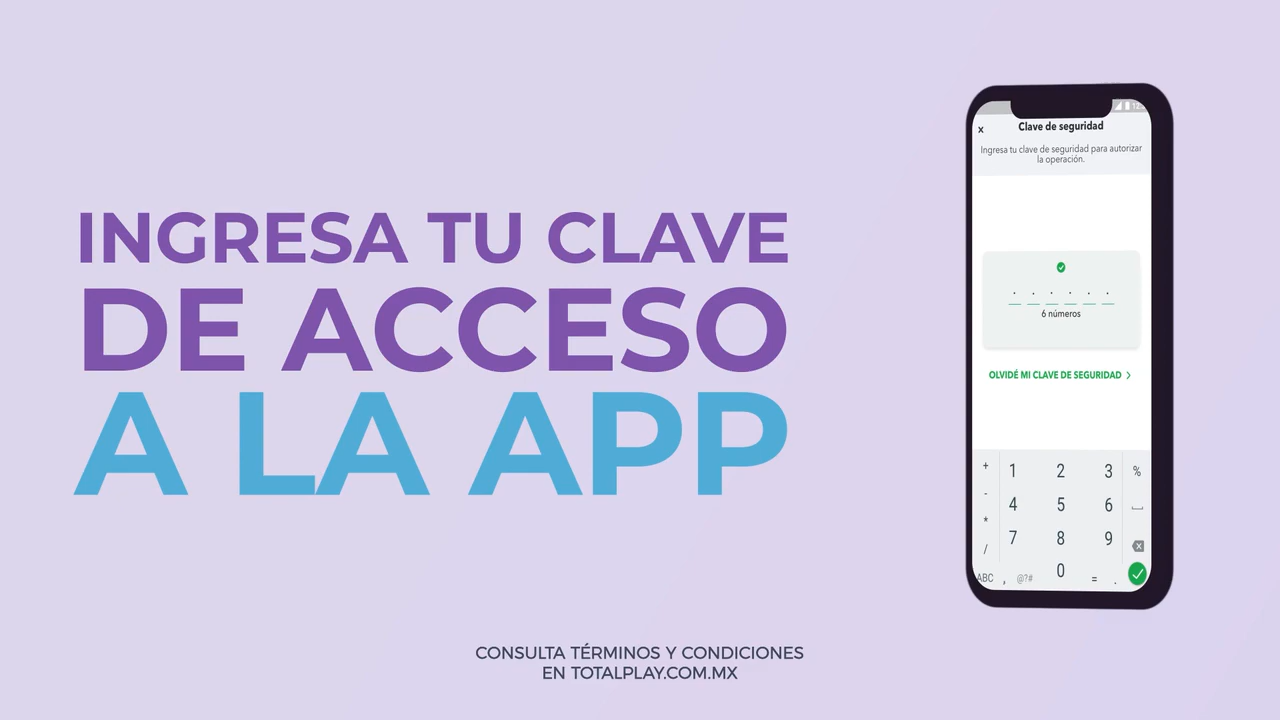 INGRESA TU CLAVE
DE ACCESO
A LA APP
x
Clave de seguridad
Ingresa tu clave de seguridad para autorizar
la operación.
6 números
OLVIDÉ MI CLAVE DE SEGURIDAD >
+ 1 2 3 %
- 4 5 6
* 7 8 9
/
ABC , @?# 0 = .
CONSULTA TÉRMINOS Y CONDICIONES
EN TOTALPLAY.COM.MX